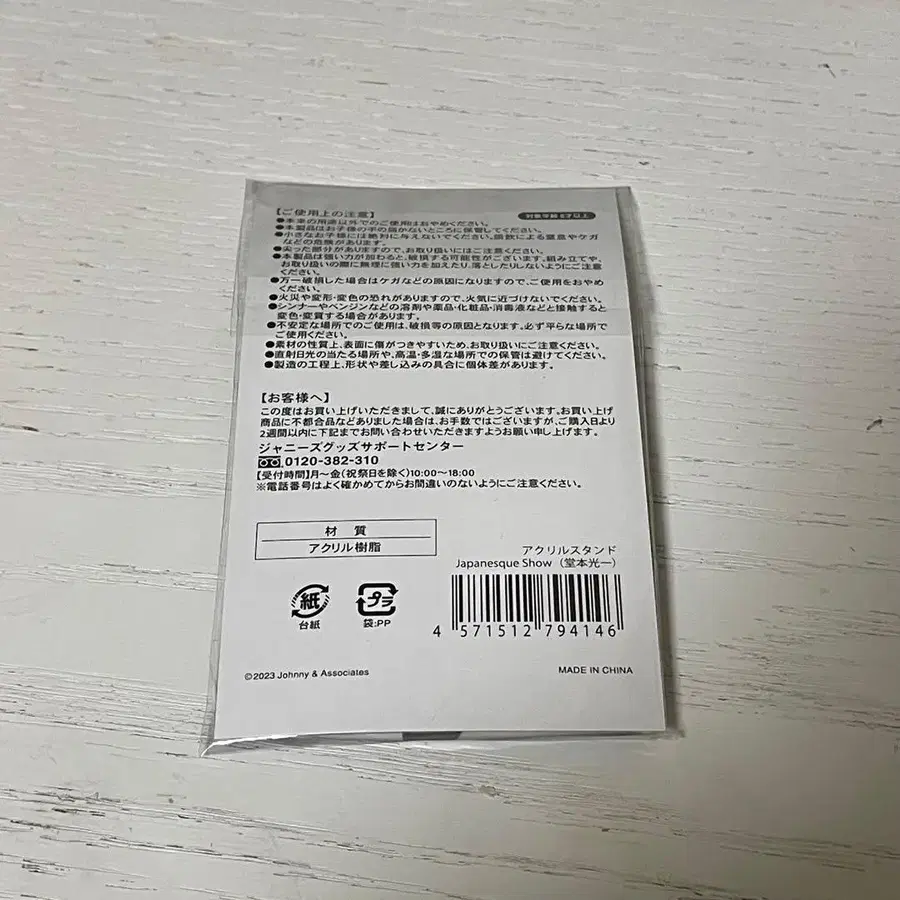 【ご使用上の注意】 対象年齢 6才以上
●本来の用途以外でのご使用はおやめください。
●本製品はお子様の手の届かないところに保管してください。
●小さなお子様には絶対に与えないでください。誤飲による窒息やケガ
などの危険があります。
●尖った部分がありますので、お取り扱いにはご注意ください。
●本製品は強い力が加わると、破損する可能性がございます。組み立てや、
お取り扱いの際に無理に強い力を加えたり、落としたりしないようにご注意
ください。
●万一破損した場合はケガなどの原因になりますので、ご使用をおやめ
ください。
●火災や変形・変色の恐れがありますので、火気に近づけないでください。
●シンナーやベンジンなどの溶剤や薬品・化粧品・消毒液などと接触すると
変色・変質する場合があります。
●不安定な場所でのご使用は、破損等の原因となります。必ず平らな場所で
ご使用ください。
●素材の性質上、表面に傷がつきやすいため、お取り扱いにご注意ください。
●直射日光の当たる場所や、高温・多湿な場所での保管は避けてください。
●製造の工程上、形状や差し込みの具合に個体差があります。
【お客様へ】
この度はお買い上げいただきまして、誠にありがとうございます。お買い上げ
商品に不都合品などありました場合は、お手数ではございますが、ご購入日より
2週間以内に下記までお問い合わせいただきますようお願い申し上げます。
ジャニーズグッズサポートセンター
0120-382-310
【受付時間】月〜金(祝祭日を除く)10:00〜18:00
※電話番号はよく確かめてからお間違いのないようにご注意ください。
材 質
アクリル樹脂
アクリルスタンド
Japanesque Show（堂本光一）
紙 プラ
台紙 袋:PP
4 571512 794146
©2023 Johnny & Associates MADE IN CHINA